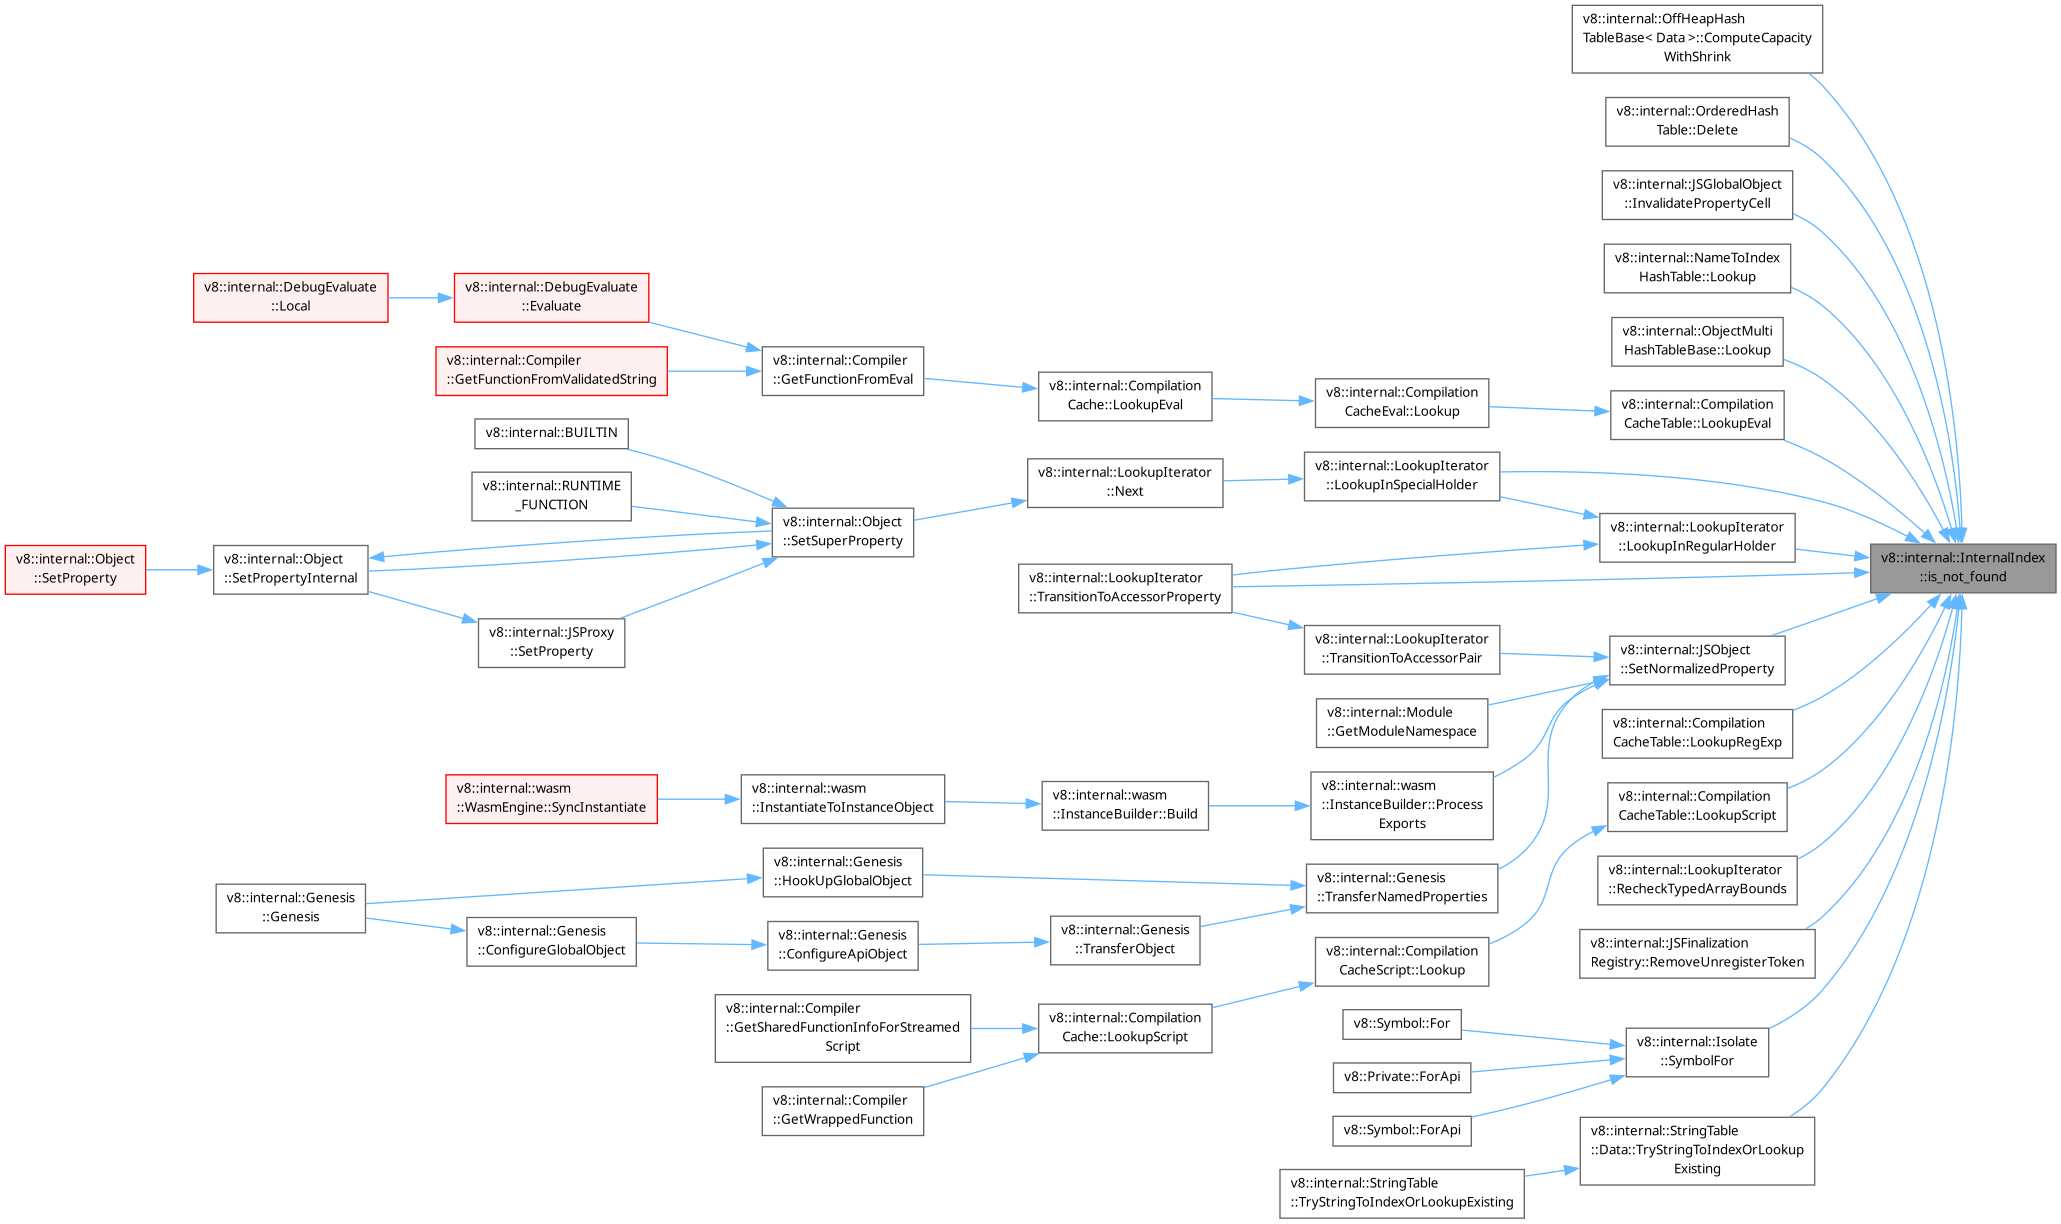 v8::internal::OffHeapHash
TableBase< Data >::ComputeCapacity
WithShrink
v8::internal::OrderedHash
Table::Delete
v8::internal::JSGlobalObject
::InvalidatePropertyCell
v8::internal::NameToIndex
HashTable::Lookup
v8::internal::DebugEvaluate
::Local
v8::internal::DebugEvaluate
::Evaluate
v8::internal::ObjectMulti
HashTableBase::Lookup
v8::internal::Compiler
::GetFunctionFromValidatedString
v8::internal::Compiler
::GetFunctionFromEval
v8::internal::Compilation
Cache::LookupEval
v8::internal::Compilation
CacheEval::Lookup
v8::internal::Compilation
CacheTable::LookupEval
v8::internal::BUILTIN
v8::internal::LookupIterator
::Next
v8::internal::LookupIterator
::LookupInSpecialHolder
v8::internal::RUNTIME
_FUNCTION
v8::internal::Object
::SetSuperProperty
v8::internal::LookupIterator
::LookupInRegularHolder
v8::internal::Object
::SetProperty
v8::internal::Object
::SetPropertyInternal
v8::internal::InternalIndex
::is_not_found
v8::internal::LookupIterator
::TransitionToAccessorProperty
v8::internal::JSProxy
::SetProperty
v8::internal::LookupIterator
::TransitionToAccessorPair
v8::internal::JSObject
::SetNormalizedProperty
v8::internal::Module
::GetModuleNamespace
v8::internal::Compilation
CacheTable::LookupRegExp
v8::internal::wasm
::WasmEngine::SyncInstantiate
v8::internal::wasm
::InstantiateToInstanceObject
v8::internal::wasm
::InstanceBuilder::Build
v8::internal::wasm
::InstanceBuilder::Process
Exports
v8::internal::Compilation
CacheTable::LookupScript
v8::internal::Genesis
::HookUpGlobalObject
v8::internal::Genesis
::TransferNamedProperties
v8::internal::LookupIterator
::RecheckTypedArrayBounds
v8::internal::Genesis
::Genesis
v8::internal::Genesis
::ConfigureGlobalObject
v8::internal::Genesis
::ConfigureApiObject
v8::internal::Genesis
::TransferObject
v8::internal::JSFinalization
Registry::RemoveUnregisterToken
v8::internal::Compilation
CacheScript::Lookup
v8::internal::Compiler
::GetSharedFunctionInfoForStreamed
Script
v8::internal::Compilation
Cache::LookupScript
v8::Symbol::For
v8::internal::Isolate
::SymbolFor
v8::Private::ForApi
v8::internal::Compiler
::GetWrappedFunction
v8::Symbol::ForApi
v8::internal::StringTable
::Data::TryStringToIndexOrLookup
Existing
v8::internal::StringTable
::TryStringToIndexOrLookupExisting